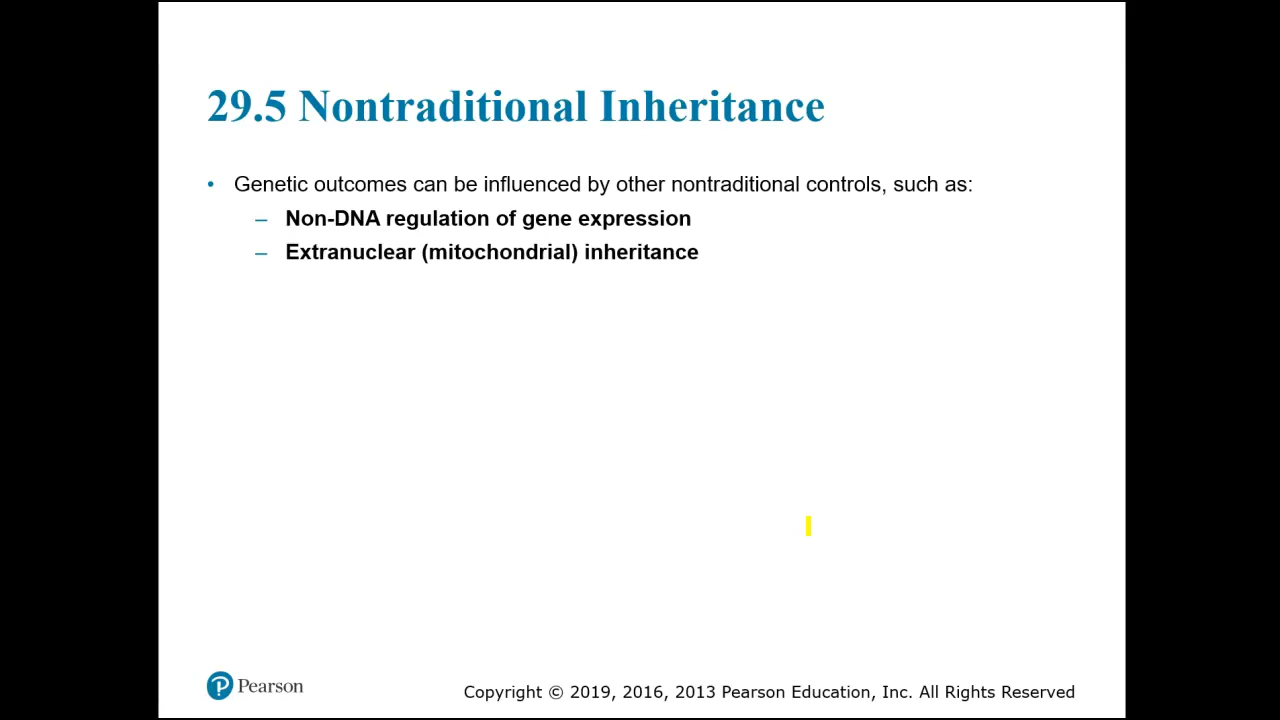 29.5 Nontraditional Inheritance
• Genetic outcomes can be influenced by other nontraditional controls, such as:
– Non-DNA regulation of gene expression
– Extranuclear (mitochondrial) inheritance
Pearson
Copyright © 2019, 2016, 2013 Pearson Education, Inc. All Rights Reserved